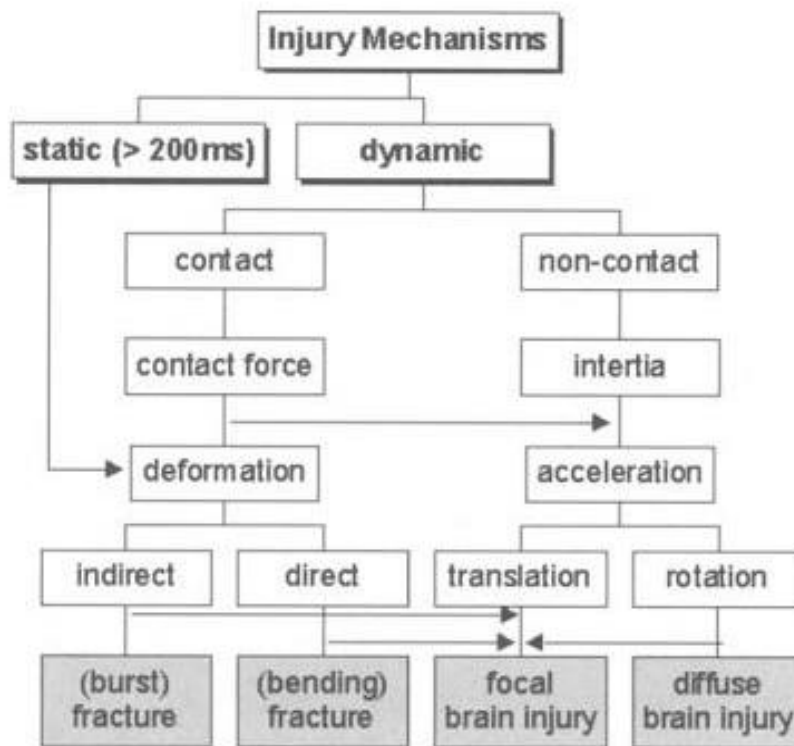 Injury Mechanisms
static (> 200ms)
dynamic
contact
non-contact
contact force
intertia
deformation
acceleration
indirect
direct
translation
rotation
(burst)
fracture
(bending)
fracture
focal
brain injury
diffuse
brain injury